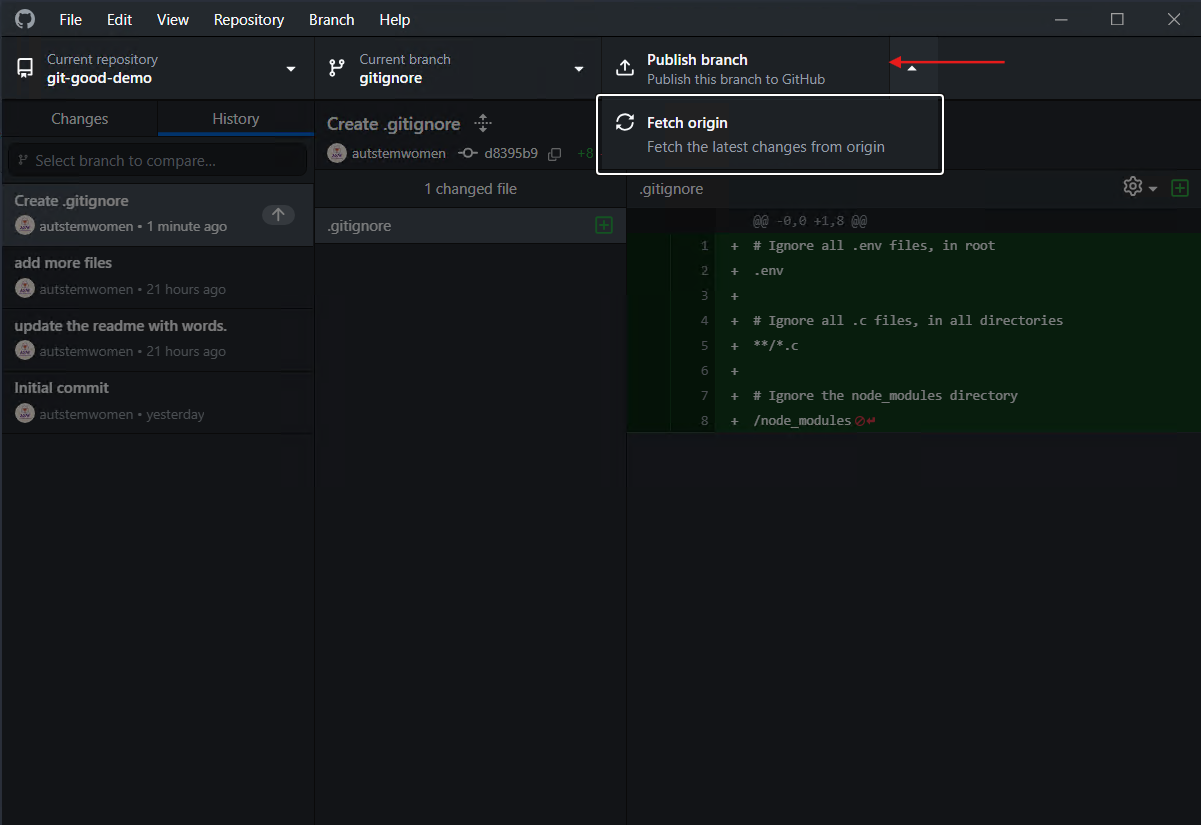 File Edit View Repository Branch Help
Current repository
git-good-demo
Current branch
gitignore
Publish branch
Publish this branch to GitHub
Fetch origin
Fetch the latest changes from origin
Changes History
Select branch to compare...
Create .gitignore
autstemwomen • 1 minute ago
add more files
autstemwomen • 21 hours ago
update the readme with words.
autstemwomen • 21 hours ago
Initial commit
autstemwomen • yesterday
Create .gitignore
autstemwomen d8395b9 +8
1 changed file
.gitignore
.gitignore
@@ -0,0 +1,8 @@
1 + # Ignore all .env files, in root
2 + .env
3 +
4 + # Ignore all .c files, in all directories
5 + **/*.c
6 +
7 + # Ignore the node_modules directory
8 + /node_modules